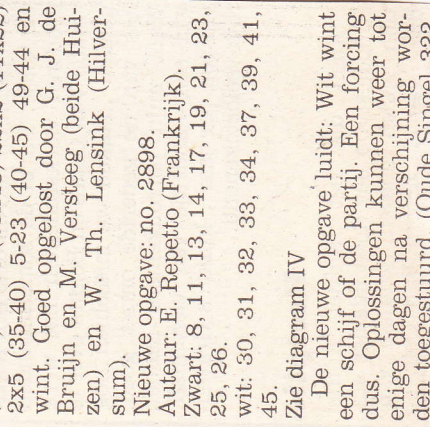 2x5 (35-40) 5-23 (40-45) 49-44 en
wint. Goed opgelost door G. J. de
Bruijn en M. Versteeg (beide Hui-
zen) en W. Th. Lensink (Hilver-
sum).
Nieuwe opgave: no. 2898.
Auteur: E. Repetto (Frankrijk).
Zwart: 8, 11, 13, 14, 17, 19, 21, 23,
25, 26.
wit: 30, 31, 32, 33, 34, 37, 39, 41,
45.
Zie diagram IV
De nieuwe opgave luidt: Wit wint
een schijf of de partij. Een forcing
dus. Oplossingen kunnen weer tot
enige dagen na verschijning wor-
den toegestuurd (Oude Singel 322